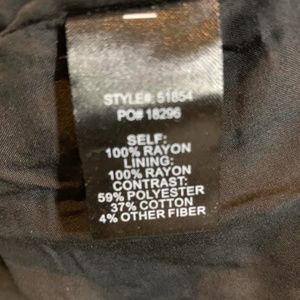 STYLE#: 51854
PO# 18296
SELF:
100% RAYON
LINING:
100% RAYON
CONTRAST:
59% POLYESTER
37% COTTON
4% OTHER FIBER